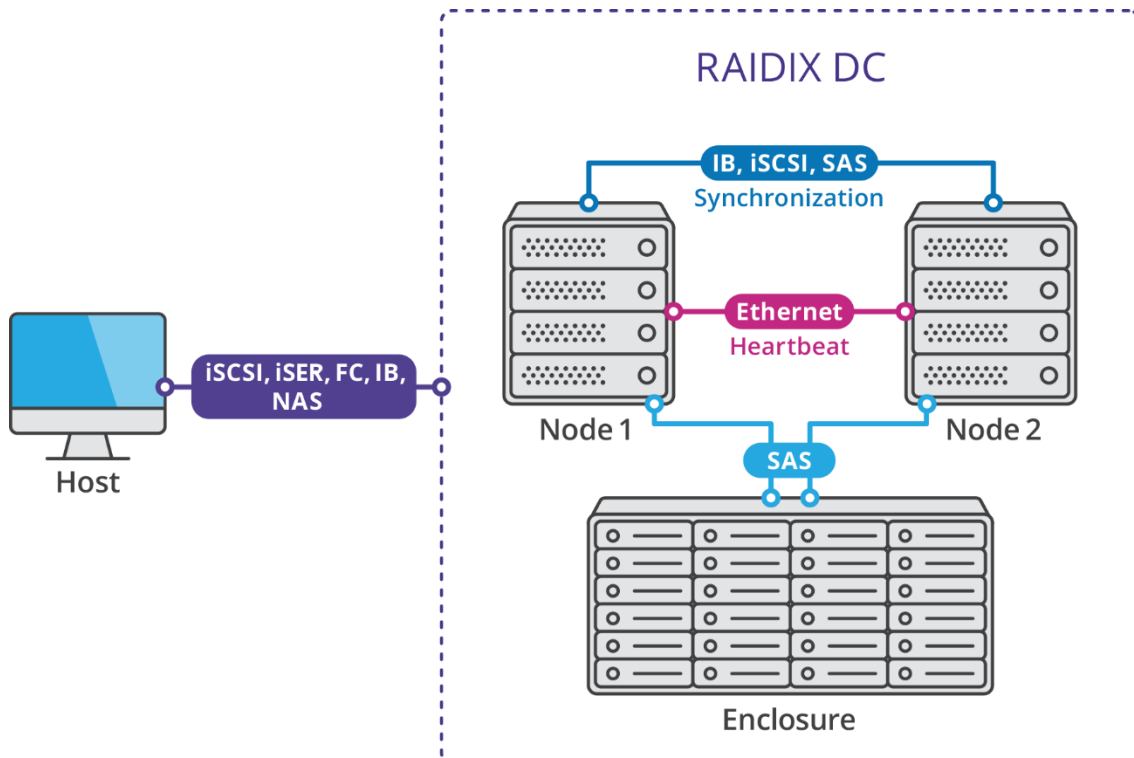 RAIDIX DC
IB, iSCSI, SAS
Synchronization
Ethernet
Heartbeat
iSCSI, iSER, FC, IB,
NAS
Node 1
Node 2
SAS
Host
Enclosure